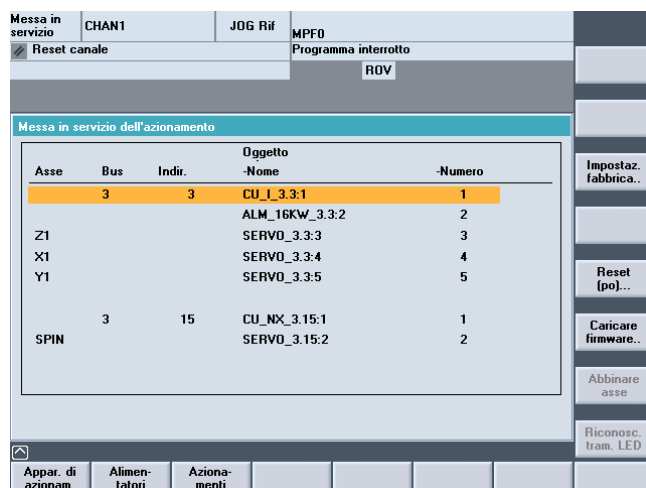 Messa in servizio CHAN1 JOG Rif MPF0
Reset canale Programma interrotto
ROV
Messa in servizio dell'azionamento
Oggetto
Asse Bus Indir. -Nome -Numero
3 3 CU_I_3.3:1 1
ALM_16KW_3.3:2 2
Z1 SERVO_3.3:3 3
X1 SERVO_3.3:4 4
Y1 SERVO_3.3:5 5
3 15 CU_NX_3.15:1 1
SPIN SERVO_3.15:2 2
Impostaz.
fabbrica..
Reset
(po)...
Caricare
firmware..
Abbinare
asse
Riconosc.
tram. LED
Appar. di
azionam.
Alimen-
tatori
Aziona-
menti